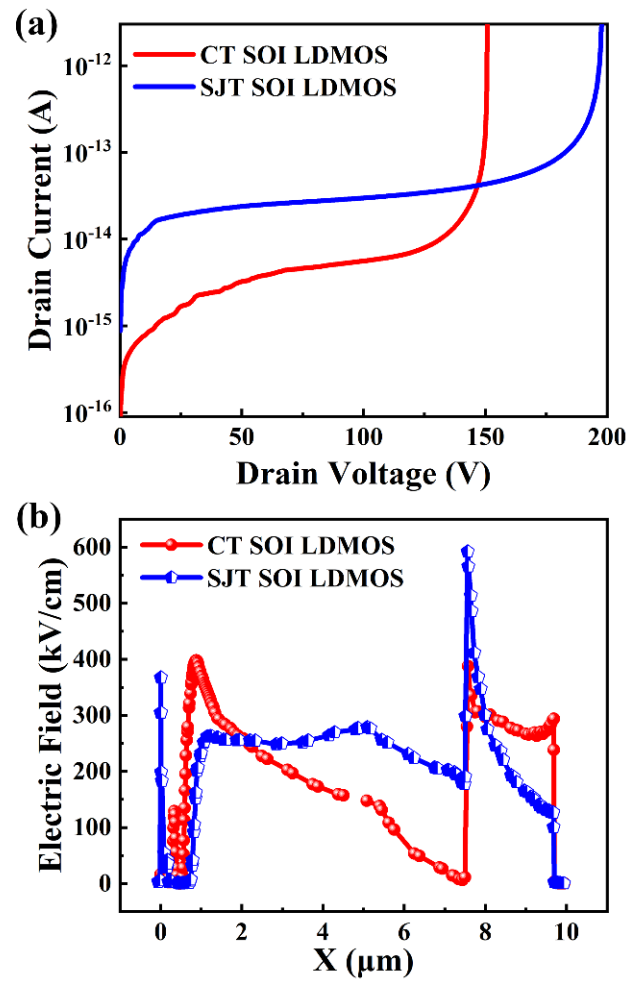 (a)
CT SOI LDMOS
SJT SOI LDMOS
Drain Current (A)
10⁻¹²
10⁻¹³
10⁻¹⁴
10⁻¹⁵
10⁻¹⁶
0 50 100 150 200
Drain Voltage (V)
(b)
CT SOI LDMOS
SJT SOI LDMOS
Electric Field (kV/cm)
600
500
400
300
200
100
0
0 2 4 6 8 10
X (μm)